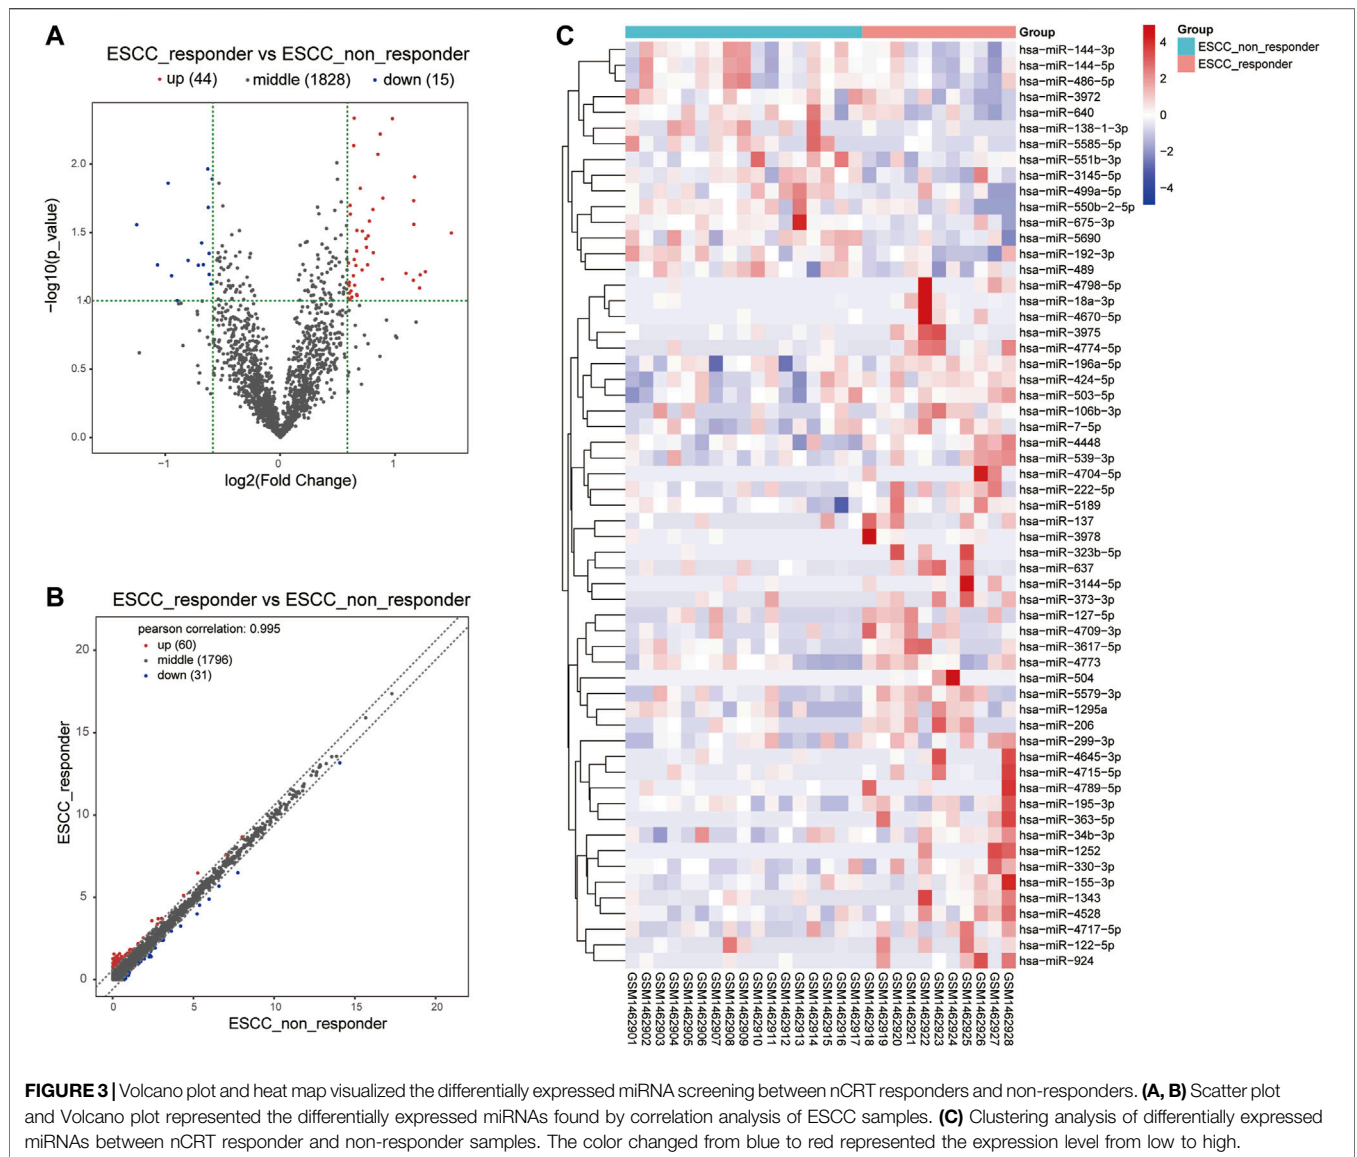 A
ESCC_responder vs ESCC_non_responder
up (44) middle (1828) down (15)
−log10(p_value)
2.0
1.5
1.0
0.5
0.0
−1 0 1
log2(Fold Change)
B
ESCC_responder vs ESCC_non_responder
pearson correlation: 0.995
up (60)
middle (1796)
down (31)
ESCC_responder
20
15
10
5
0
0 5 10 15 20
ESCC_non_responder
C
Group
hsa−miR−144−3p
hsa−miR−144−5p
hsa−miR−486−5p
hsa−miR−3972
hsa−miR−640
hsa−miR−138−1−3p
hsa−miR−5585−5p
hsa−miR−551b−3p
hsa−miR−3145−5p
hsa−miR−499a−5p
hsa−miR−550b−2−5p
hsa−miR−675−3p
hsa−miR−5690
hsa−miR−192−3p
hsa−miR−489
hsa−miR−4798−5p
hsa−miR−18a−3p
hsa−miR−4670−5p
hsa−miR−3975
hsa−miR−4774−5p
hsa−miR−196a−5p
hsa−miR−424−5p
hsa−miR−503−5p
hsa−miR−106b−3p
hsa−miR−7−5p
hsa−miR−4448
hsa−miR−539−3p
hsa−miR−4704−5p
hsa−miR−222−5p
hsa−miR−5189
hsa−miR−137
hsa−miR−3978
hsa−miR−323b−5p
hsa−miR−637
hsa−miR−3144−5p
hsa−miR−373−3p
hsa−miR−127−5p
hsa−miR−4709−3p
hsa−miR−3617−5p
hsa−miR−4773
hsa−miR−504
hsa−miR−5579−3p
hsa−miR−1295a
hsa−miR−206
hsa−miR−299−3p
hsa−miR−4645−3p
hsa−miR−4715−5p
hsa−miR−4789−5p
hsa−miR−195−3p
hsa−miR−363−5p
hsa−miR−34b−3p
hsa−miR−1252
hsa−miR−330−3p
hsa−miR−155−3p
hsa−miR−1343
hsa−miR−4528
hsa−miR−4717−5p
hsa−miR−122−5p
hsa−miR−924
GSM1462901
GSM1462902
GSM1462903
GSM1462904
GSM1462905
GSM1462906
GSM1462907
GSM1462908
GSM1462909
GSM1462910
GSM1462911
GSM1462912
GSM1462913
GSM1462914
GSM1462915
GSM1462916
GSM1462917
GSM1462918
GSM1462919
GSM1462920
GSM1462921
GSM1462922
GSM1462923
GSM1462924
GSM1462925
GSM1462926
GSM1462927
GSM1462928
4
2
0
−2
−4
Group
ESCC_non_responder
ESCC_responder
FIGURE 3 | Volcano plot and heat map visualized the differentially expressed miRNA screening between nCRT responders and non-responders. (A, B) Scatter plot
and Volcano plot represented the differentially expressed miRNAs found by correlation analysis of ESCC samples. (C) Clustering analysis of differentially expressed
miRNAs between nCRT responder and non-responder samples. The color changed from blue to red represented the expression level from low to high.